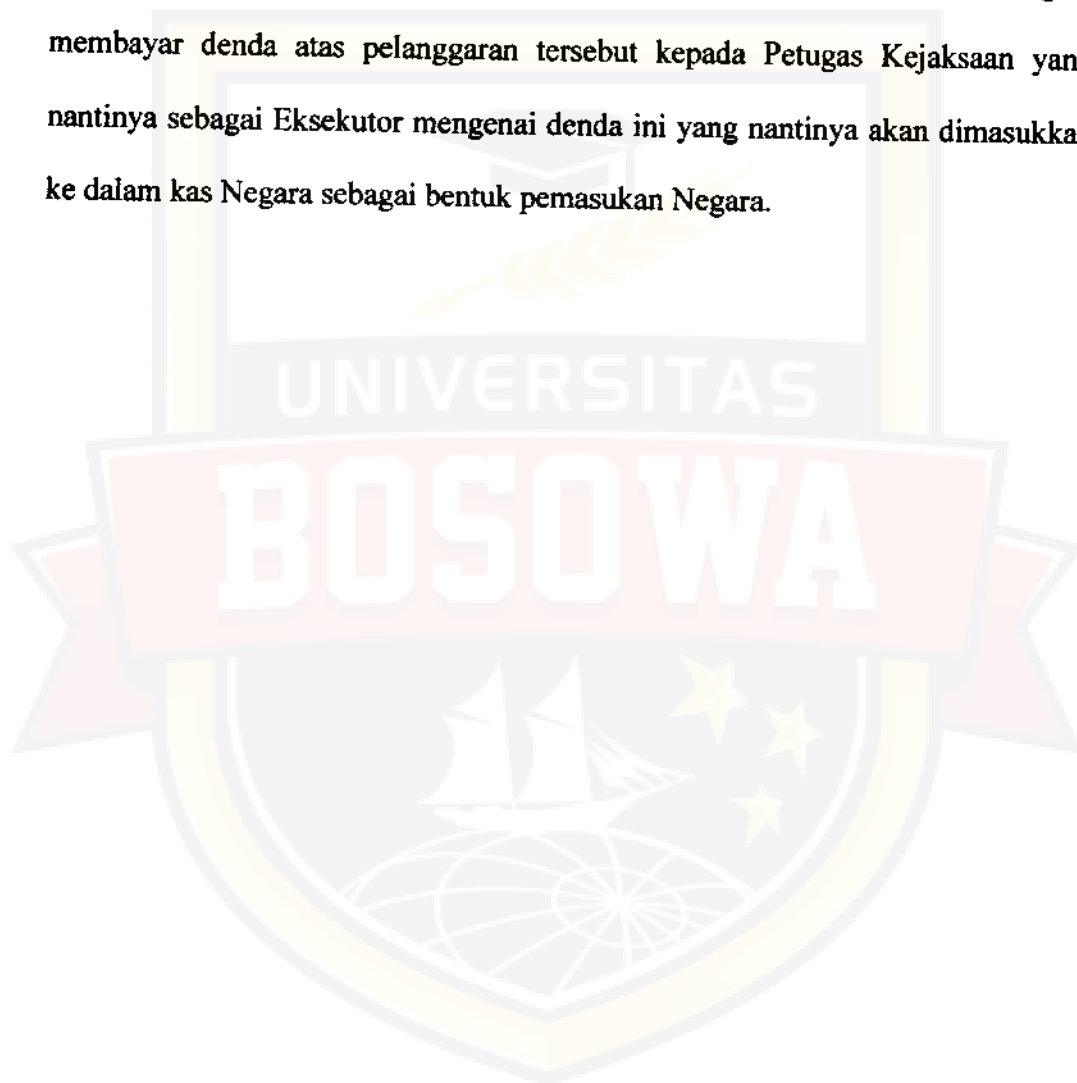 membayar denda atas pelanggaran tersebut kepada Petugas Kejaksaan yan
nantinya sebagai Eksekutor mengenai denda ini yang nantinya akan dimasukka
ke dalam kas Negara sebagai bentuk pemasukan Negara.
UNIVERSITAS
BOSOWA